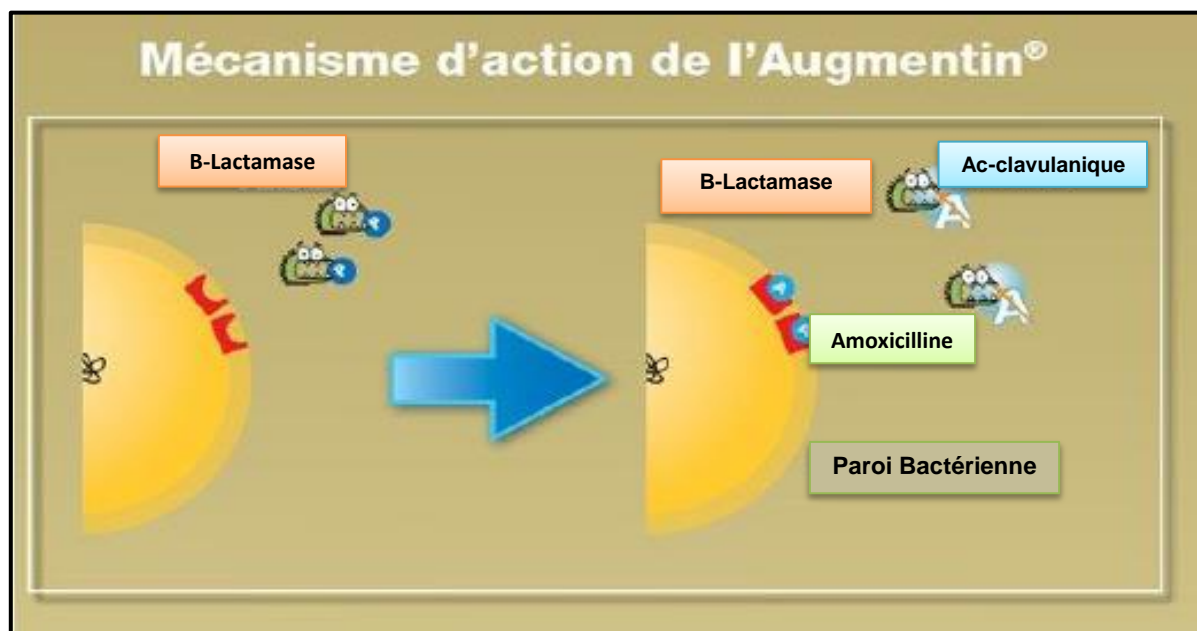 Mécanisme d'action de l'Augmentin®
B-Lactamase
B-Lactamase
Ac-clavulanique
A
A
Amoxicilline
Paroi Bactérienne